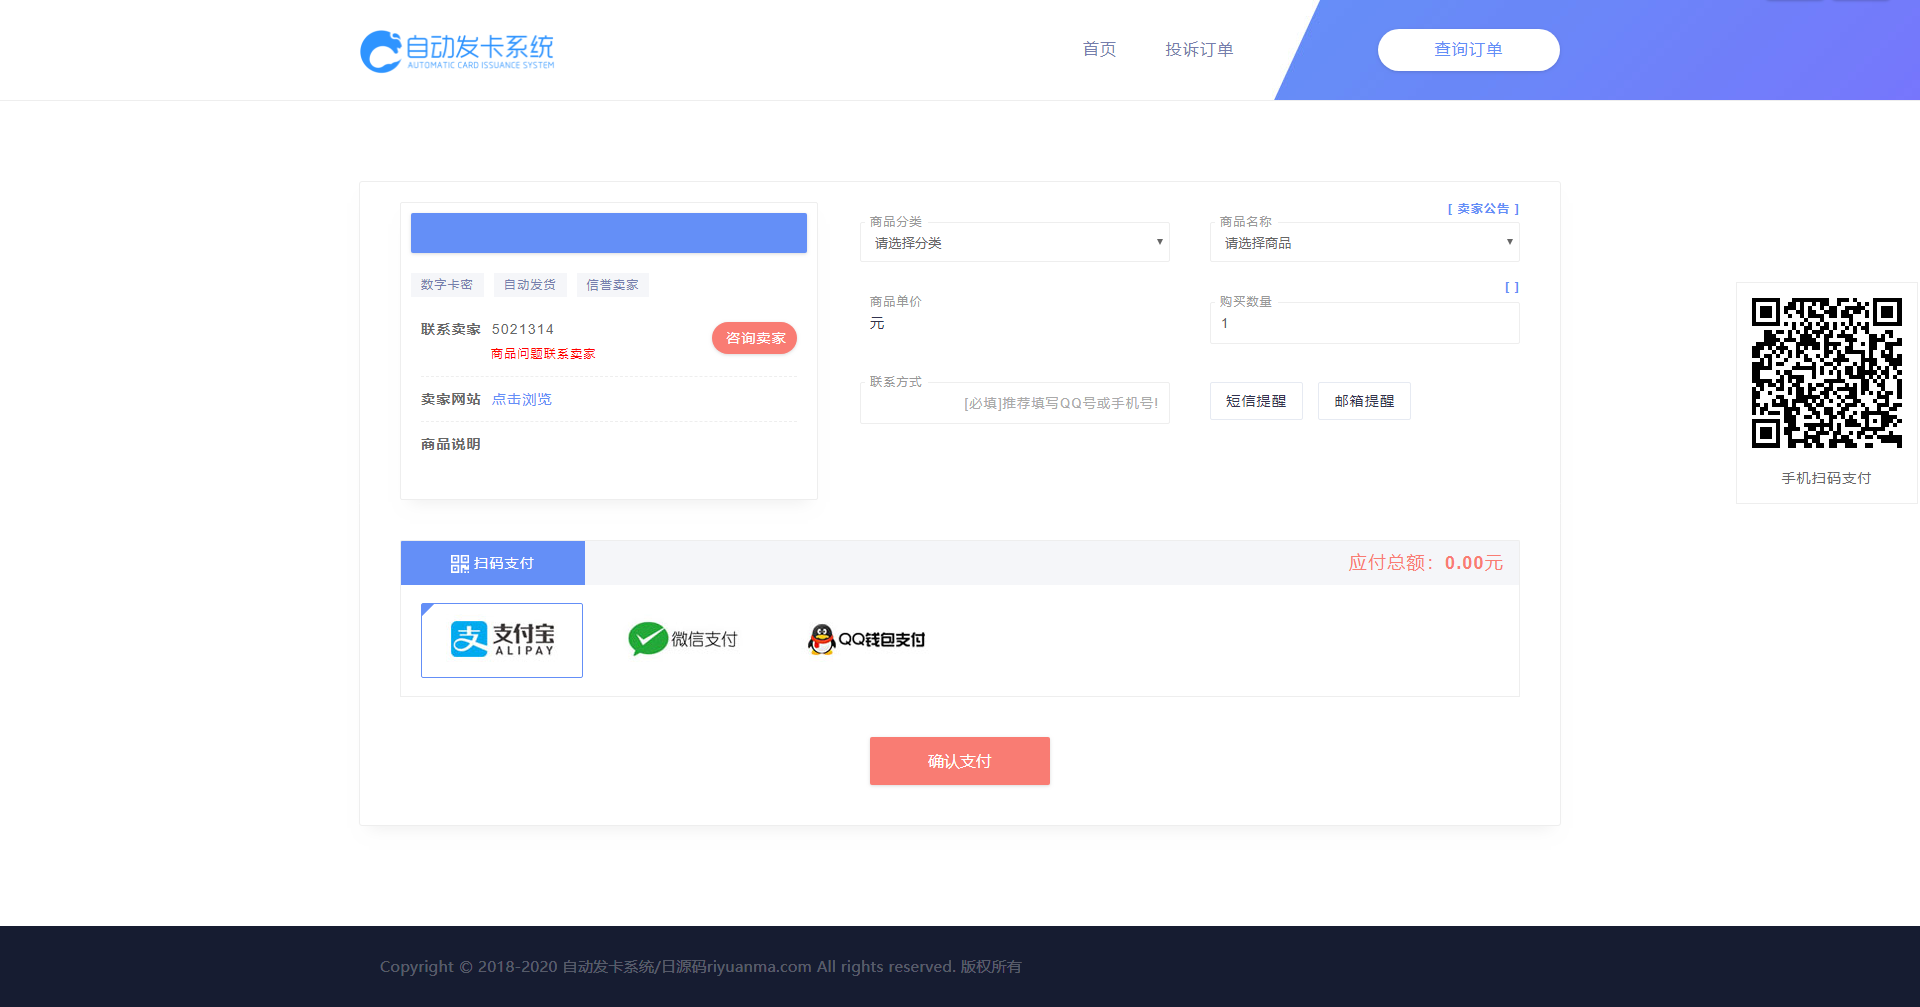 自动发卡系统
AUTOMATIC CARD ISSUANCE SYSTEM
首页
投诉订单
查询订单
数字卡密
自动发货
信誉卖家
联系卖家 5021314
商品问题联系卖家
咨询卖家
卖家网站 点击浏览
商品说明
[ 卖家公告 ]
商品分类
请选择分类
商品名称
请选择商品
商品单价
元
[ ]
购买数量
1
联系方式
[必填]推荐填写QQ号或手机号!
短信提醒
邮箱提醒
手机扫码支付
扫码支付
应付总额：0.00元
支付宝
ALIPAY
微信支付
QQ钱包支付
确认支付
Copyright © 2018-2020 自动发卡系统/日源码riyuanma.com All rights reserved. 版权所有